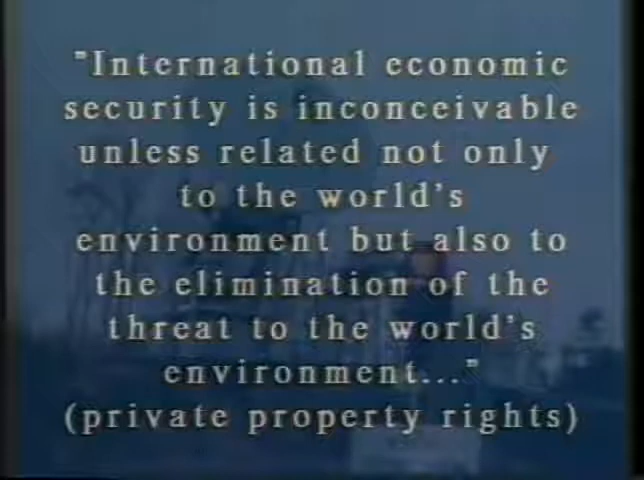 "International economic
security is inconceivable
unless related not only
to the world's
environment but also to
the elimination of the
threat to the world's
environment..."
(private property rights)